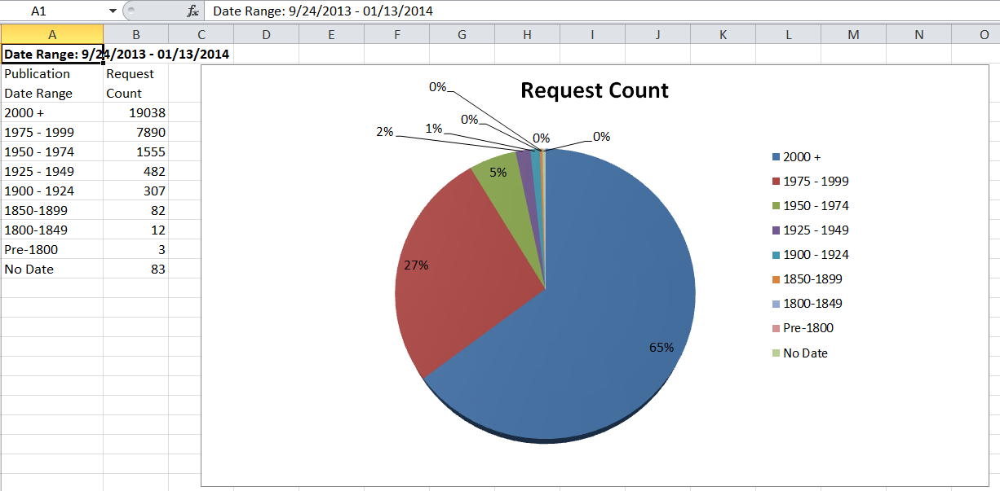 A1 fx Date Range: 9/24/2013 - 01/13/2014
A B C D E F G H I J K L M N O
Date Range: 9/24/2013 - 01/13/2014
Publication Date Range Request Count
2000 + 19038
1975 - 1999 7890
1950 - 1974 1555
1925 - 1949 482
1900 - 1924 307
1850-1899 82
1800-1849 12
Pre-1800 3
No Date 83
Request Count
0%
0%
1%
2%
0%
0%
5%
27%
65%
2000 +
1975 - 1999
1950 - 1974
1925 - 1949
1900 - 1924
1850-1899
1800-1849
Pre-1800
No Date